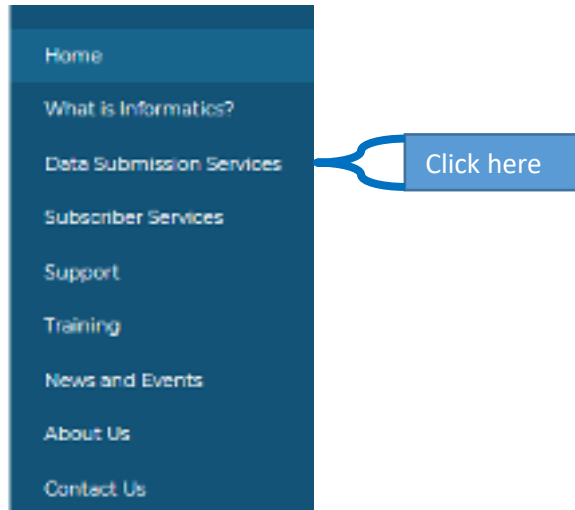 Home
What is Informatics?
Data Submission Services
Click here
Subscriber Services
Support
Training
News and Events
About Us
Contact Us